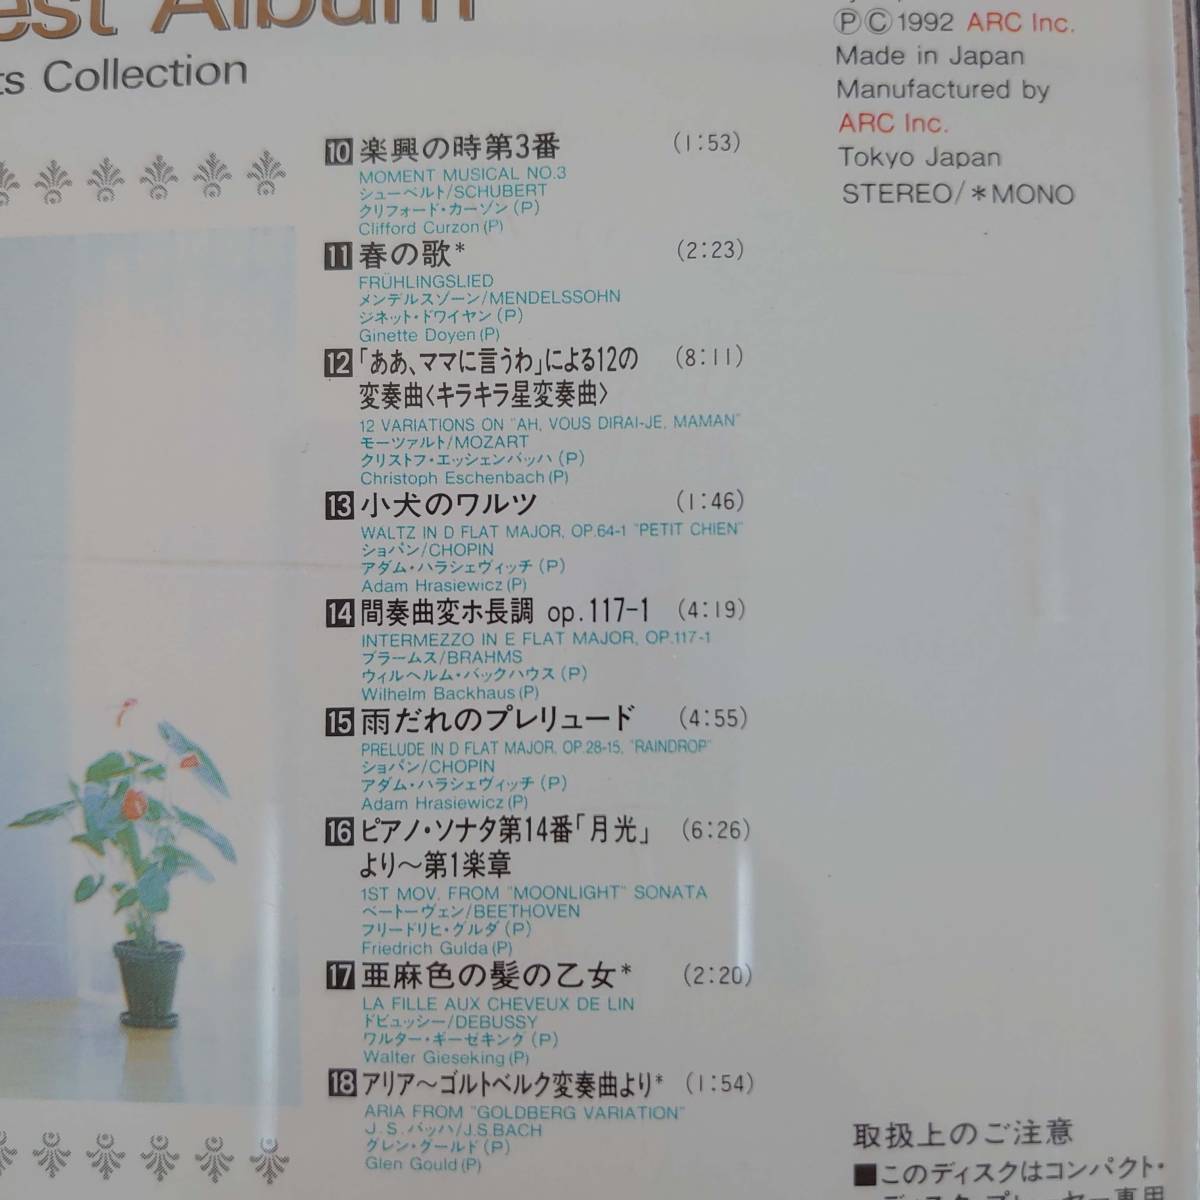 est Album
ts Collection
ⓅⒸ1992 ARC Inc.
Made in Japan
Manufactured by
ARC Inc.
Tokyo Japan
STEREO/＊MONO
10 楽興の時第3番 (1:53)
MOMENT MUSICAL NO.3
シューベルト/SCHUBERT
クリフォード・カーゾン(P)
Clifford Curzon(P)
11 春の歌* (2:23)
FRÜHLINGSLIED
メンデルスゾーン/MENDELSSOHN
ジネット・ドワイヤン(P)
Ginette Doyen(P)
12 「ああ、ママに言うわ」による12の (8:11)
変奏曲〈キラキラ星変奏曲〉
12 VARIATIONS ON "AH, VOUS DIRAI-JE, MAMAN"
モーツァルト/MOZART
クリストフ・エッシェンバッハ(P)
Christoph Eschenbach(P)
13 小犬のワルツ (1:46)
WALTZ IN D FLAT MAJOR, OP.64-1 "PETIT CHIEN"
ショパン/CHOPIN
アダム・ハラシェヴィッチ(P)
Adam Hrasiewicz(P)
14 間奏曲変ホ長調 op.117-1 (4:19)
INTERMEZZO IN E FLAT MAJOR, OP.117-1
ブラームス/BRAHMS
ウィルヘルム・バックハウス(P)
Wilhelm Backhaus(P)
15 雨だれのプレリュード (4:55)
PRELUDE IN D FLAT MAJOR, OP.28-15, "RAINDROP"
ショパン/CHOPIN
アダム・ハラシェヴィッチ(P)
Adam Hrasiewicz(P)
16 ピアノ・ソナタ第14番「月光」 (6:26)
より〜第1楽章
1ST MOV. FROM "MOONLIGHT" SONATA
ベートーヴェン/BEETHOVEN
フリードリヒ・グルダ(P)
Friedrich Gulda(P)
17 亜麻色の髪の乙女* (2:20)
LA FILLE AUX CHEVEUX DE LIN
ドビュッシー/DEBUSSY
ワルター・ギーゼキング(P)
Walter Gieseking(P)
18 アリア〜ゴルトベルク変奏曲より* (1:54)
ARIA FROM "GOLDBERG VARIATION"
J.S.バッハ/J.S.BACH
グレン・グールド(P)
Glen Gould(P)
取扱上のご注意
■このディスクはコンパクト・